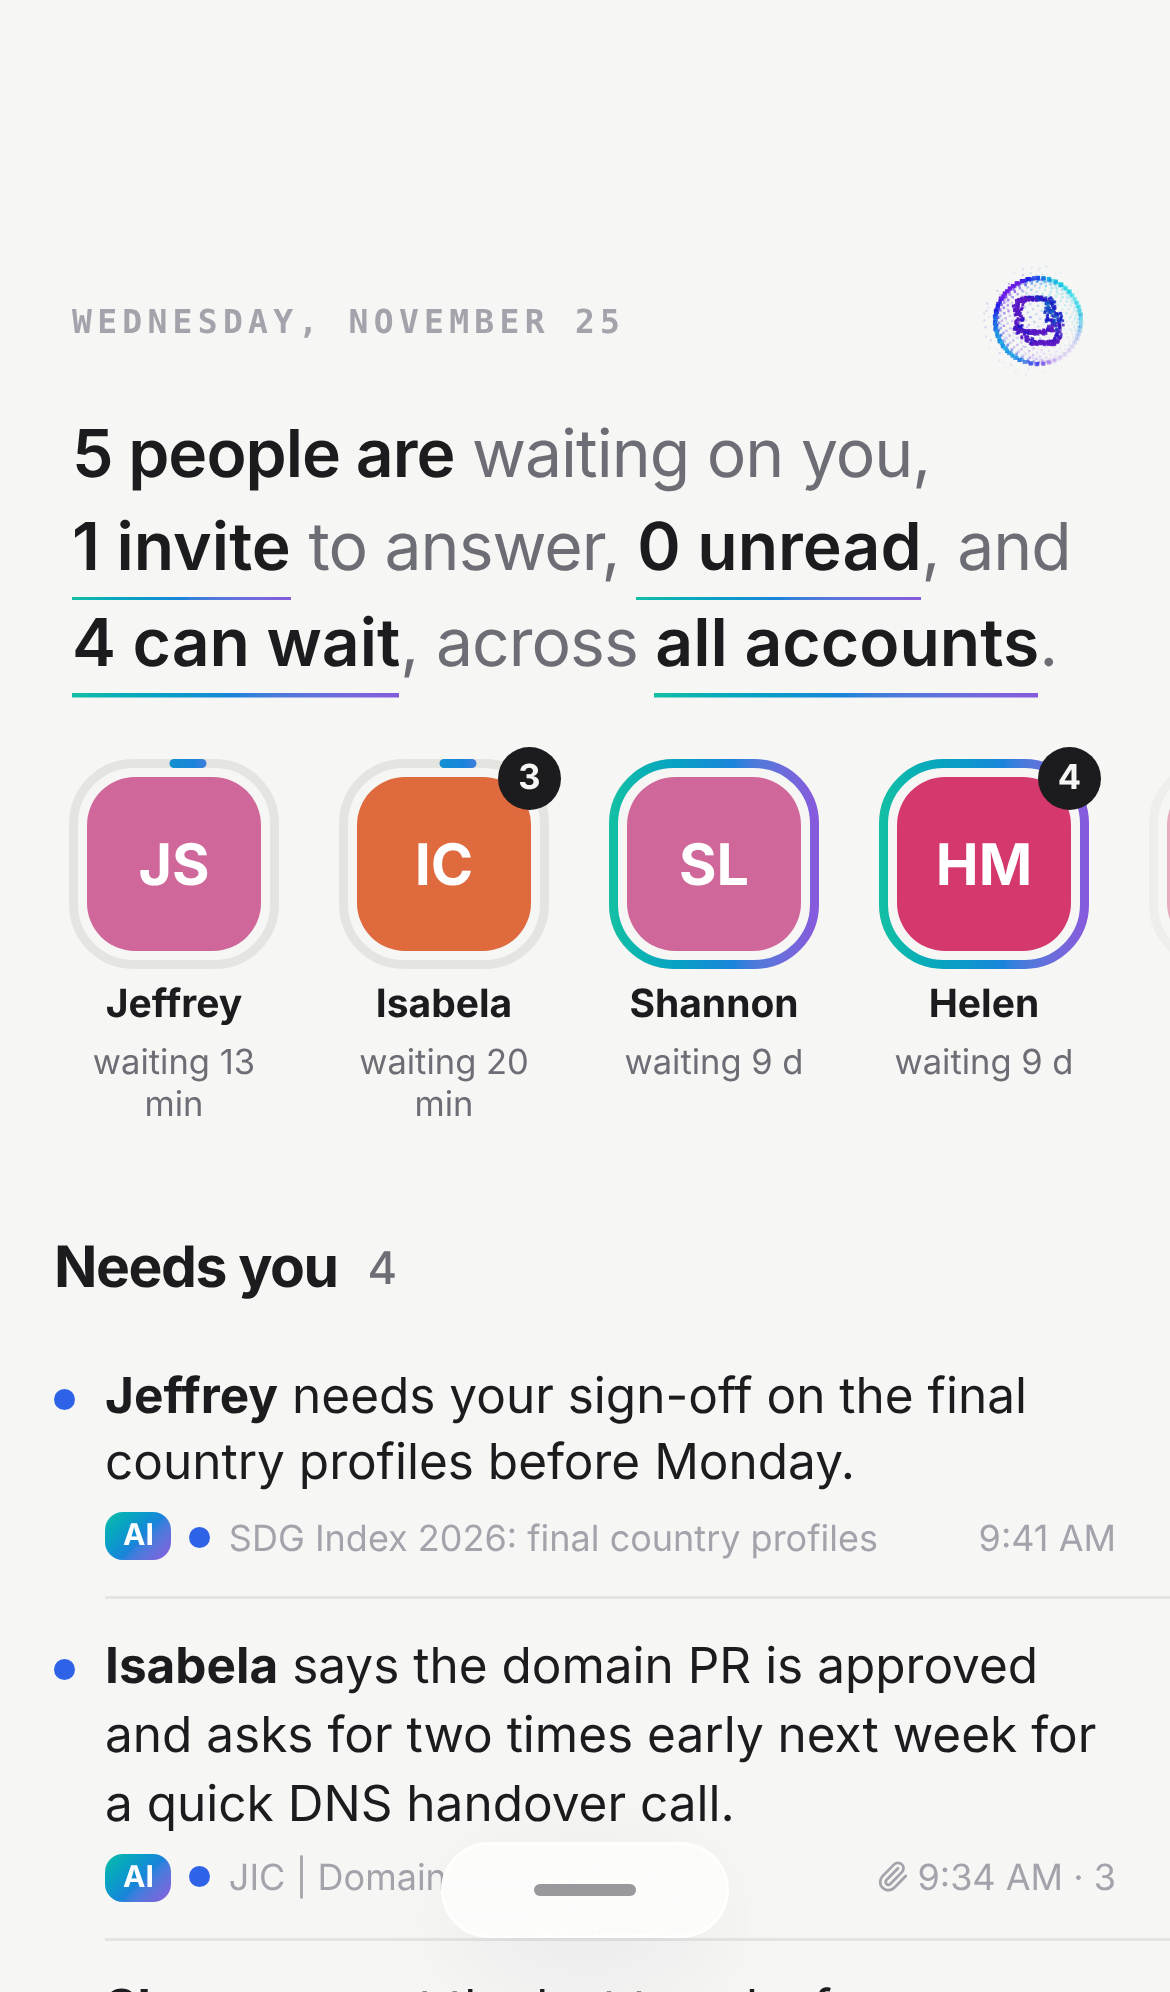 WEDNESDAY, NOVEMBER 25
5 people are waiting on you,
1 invite to answer, 0 unread, and
4 can wait, across all accounts.
JS
IC
3
SL
HM
4
Jeffrey
Isabela
Shannon
Helen
waiting 13
min
waiting 20
min
waiting 9 d
waiting 9 d
Needs you 4
Jeffrey needs your sign-off on the final
country profiles before Monday.
AI SDG Index 2026: final country profiles 9:41 AM
Isabela says the domain PR is approved
and asks for two times early next week for
a quick DNS handover call.
AI JIC | Domain 9:34 AM · 3